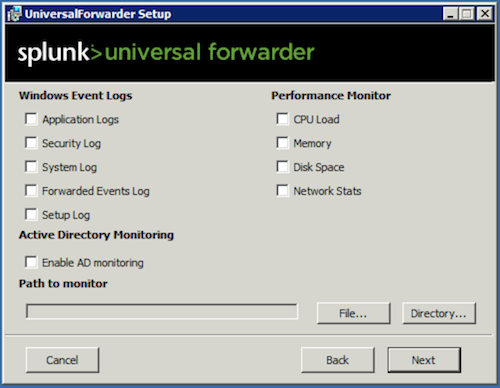 UniversalForwarder Setup
splunk>universal forwarder
Windows Event Logs
Application Logs
Security Log
System Log
Forwarded Events Log
Setup Log
Performance Monitor
CPU Load
Memory
Disk Space
Network Stats
Active Directory Monitoring
Enable AD monitoring
Path to monitor
File...
Directory...
Cancel
Back
Next